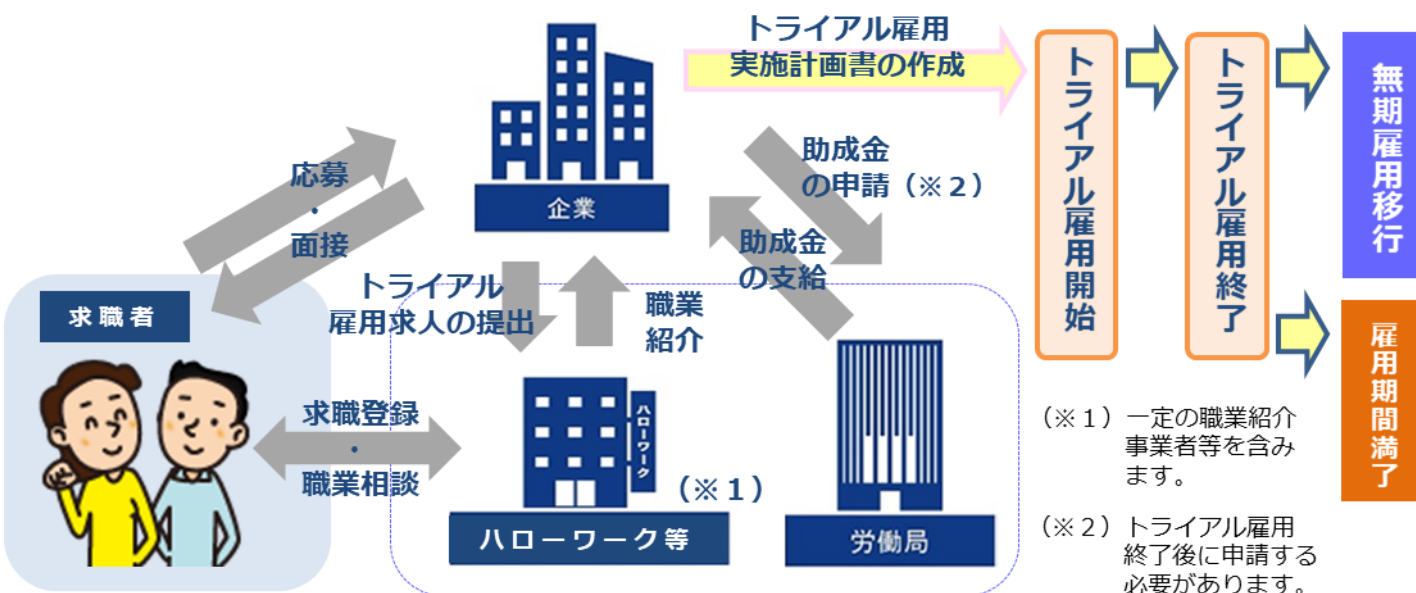 トライアル雇用
実施計画書の作成
トライアル雇用開始
トライアル雇用終了
無期雇用移行
雇用期間満了
企業
応募
・
面接
助成金
の申請（※２）
助成金
の支給
トライアル
雇用求人の提出
職業
紹介
求職者
求職登録
・
職業相談
ハローワーク
（※１）
ハローワーク等
労働局
（※１）一定の職業紹介
事業者等を含み
ます。
（※２）トライアル雇用
終了後に申請する
必要があります。